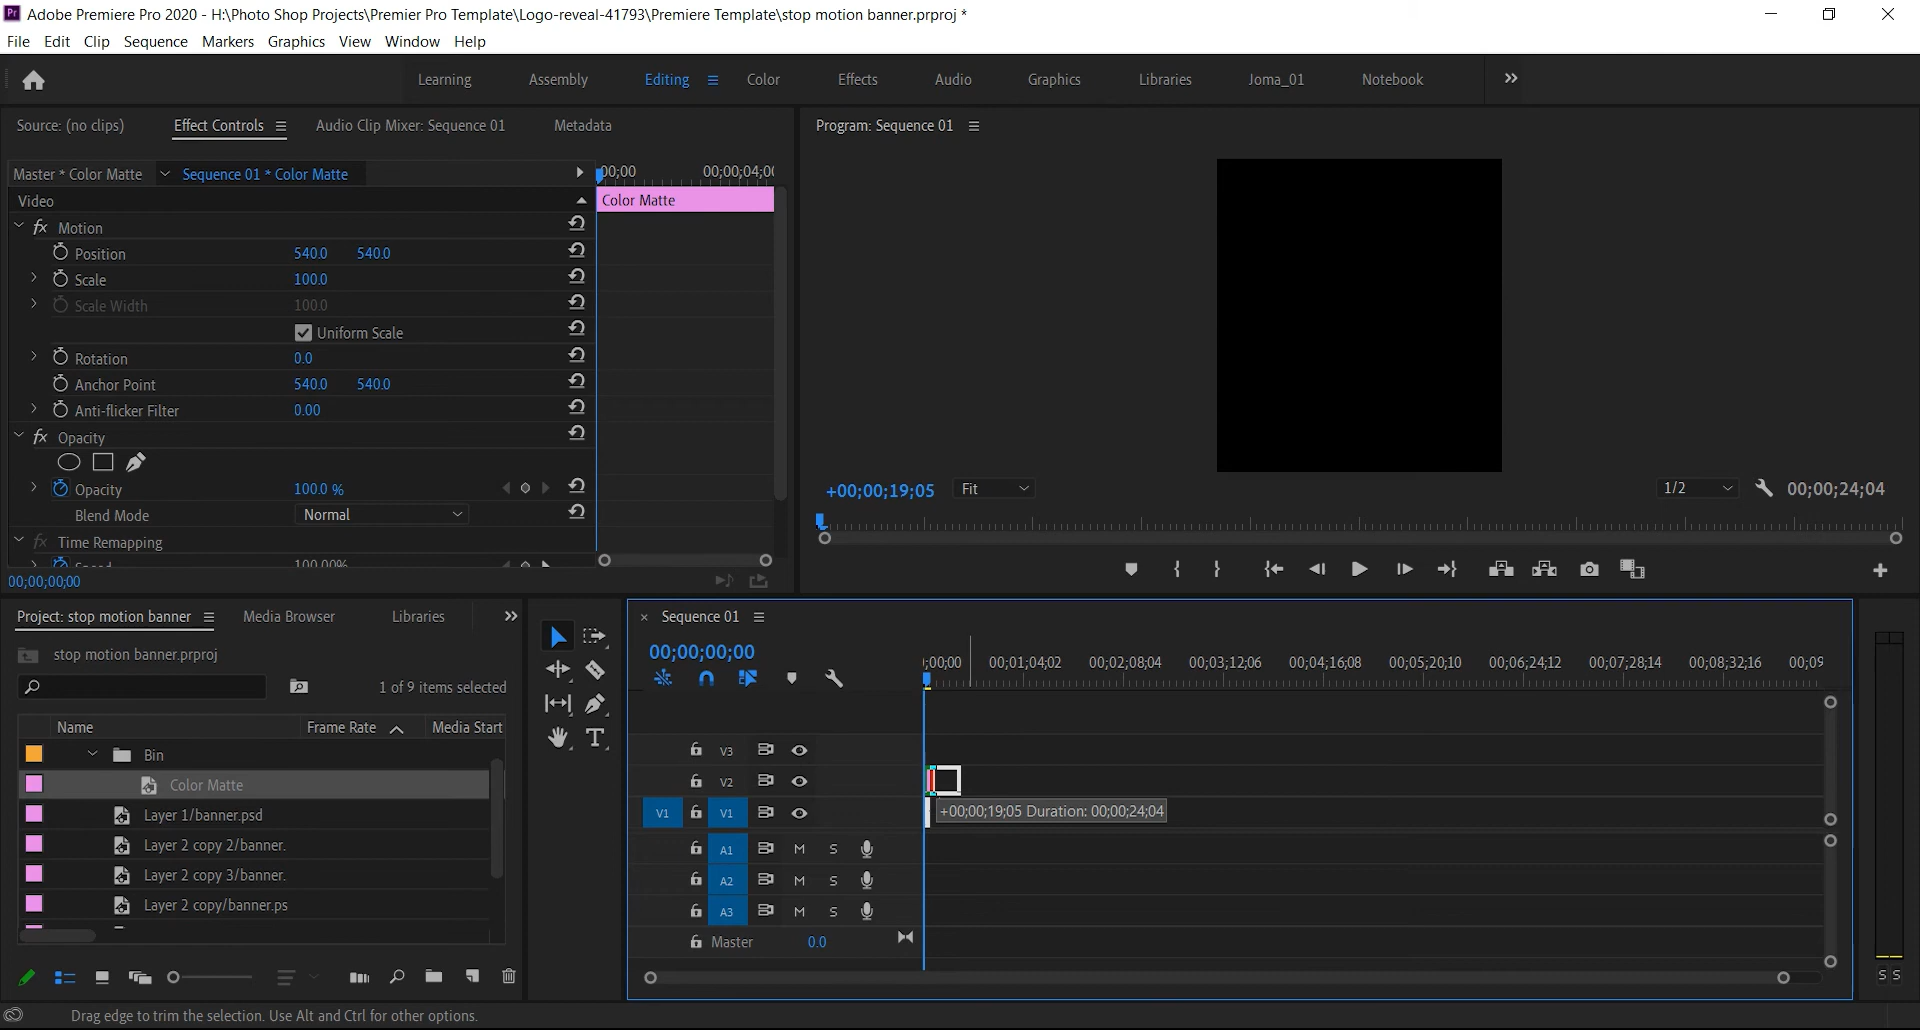 Pr Adobe Premiere Pro 2020 - H:\Photo Shop Projects\Premier Pro Template\Logo-reveal-41793\Premiere Template\stop motion banner.prproj *
File Edit Clip Sequence Markers Graphics View Window Help
Learning Assembly Editing Color Effects Audio Graphics Libraries Joma_01 Notebook
Source: (no clips) Effect Controls Audio Clip Mixer: Sequence 01 Metadata
Program: Sequence 01
Master * Color Matte Sequence 01 * Color Matte
00;00 00;00;04;0
Video
Color Matte
fx Motion
Position 540.0 540.0
Scale 100.0
Scale Width 100.0
Uniform Scale
Rotation 0.0
Anchor Point 540.0 540.0
Anti-flicker Filter 0.00
fx Opacity
Opacity 100.0 %
Blend Mode Normal
fx Time Remapping
Speed 100.00%
00;00;00;00
+00;00;19;05 Fit 1/2 00;00;24;04
Project: stop motion banner Media Browser Libraries
stop motion banner.prproj
1 of 9 items selected
Name Frame Rate Media Start
Bin
Color Matte
Layer 1/banner.psd
Layer 2 copy 2/banner.
Layer 2 copy 3/banner.
Layer 2 copy/banner.ps
T
Sequence 01
00;00;00;00
;00;00 00;01;04;02 00;02;08;04 00;03;12;06 00;04;16;08 00;05;20;10 00;06;24;12 00;07;28;14 00;08;32;16 00;09
V3
V2
V1 V1
+00;00;19;05 Duration: 00;00;24;04
A1 M S
A2 M S
A3 M S
Master 0.0
S S
Drag edge to trim the selection. Use Alt and Ctrl for other options.